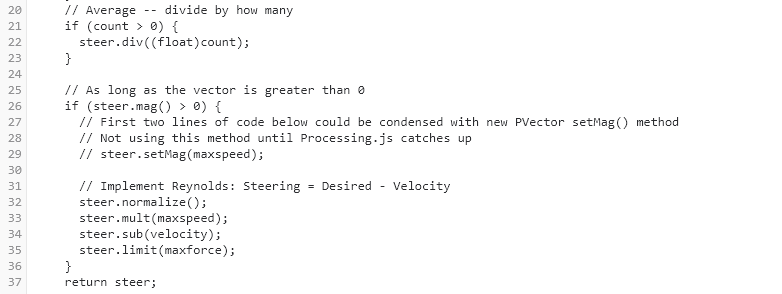 20 // Average -- divide by how many
21 if (count > 0) {
22 steer.div((float)count);
23 }
24
25 // As long as the vector is greater than 0
26 if (steer.mag() > 0) {
27 // First two lines of code below could be condensed with new PVector setMag() method
28 // Not using this method until Processing.js catches up
29 // steer.setMag(maxspeed);
30
31 // Implement Reynolds: Steering = Desired - Velocity
32 steer.normalize();
33 steer.mult(maxspeed);
34 steer.sub(velocity);
35 steer.limit(maxforce);
36 }
37 return steer;